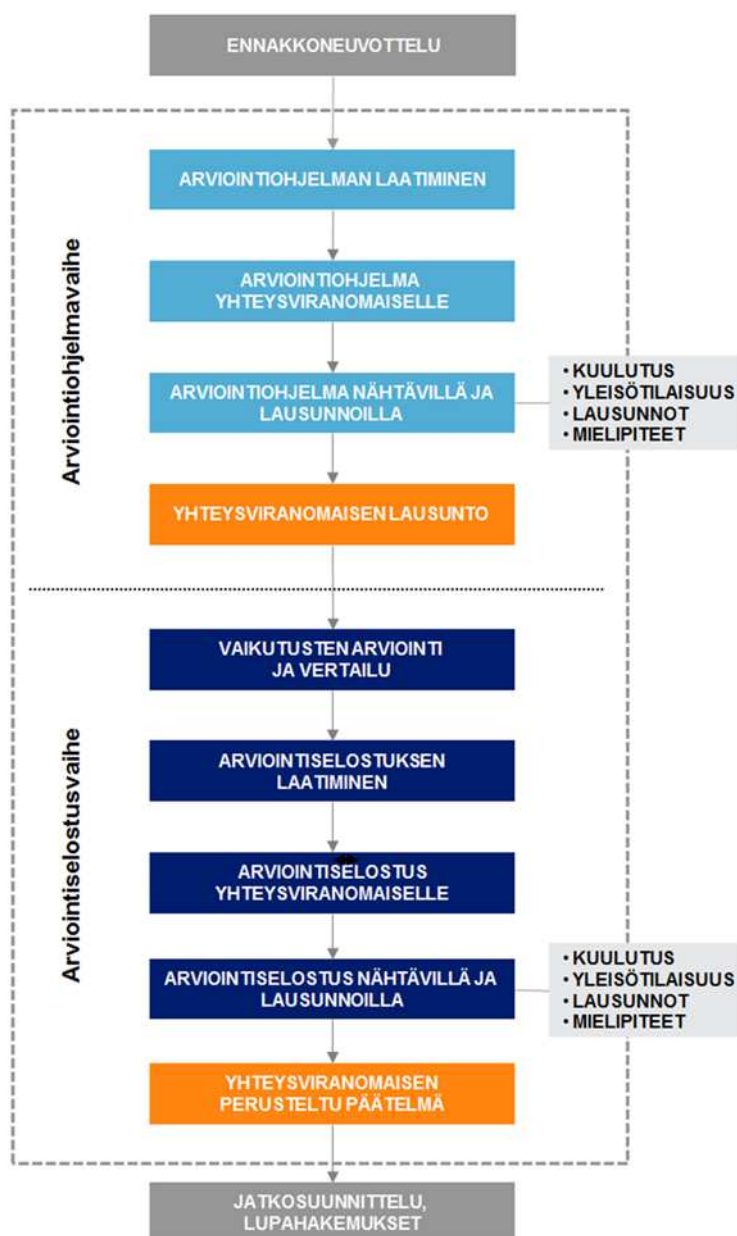 ENNAKKONEUVOTTELU
Arviointiohjelmavaihe
ARVIOINTIOHJELMAN LAATIMINEN
ARVIOINTIOHJELMA
YHTEYSVIRANOMAISELLE
ARVIOINTIOHJELMA NÄHTÄVILLÄ JA
LAUSUNNOILLA
• KUULUTUS
• YLEISÖTILAISUUS
• LAUSUNNOT
• MIELIPITEET
YHTEYSVIRANOMAISEN LAUSUNTO
Arviointiselostusvaihe
VAIKUTUSTEN ARVIOINTI
JA VERTAILU
ARVIOINTISELOSTUKSEN
LAATIMINEN
ARVIOINTISELOSTUS
YHTEYSVIRANOMAISELLE
ARVIOINTISELOSTUS NÄHTÄVILLÄ JA
LAUSUNNOILLA
• KUULUTUS
• YLEISÖTILAISUUS
• LAUSUNNOT
• MIELIPITEET
YHTEYSVIRANOMAISEN
PERUSTELTU PÄÄTELMÄ
JATKOSUUNNITTELU,
LUPAHAKEMUKSET